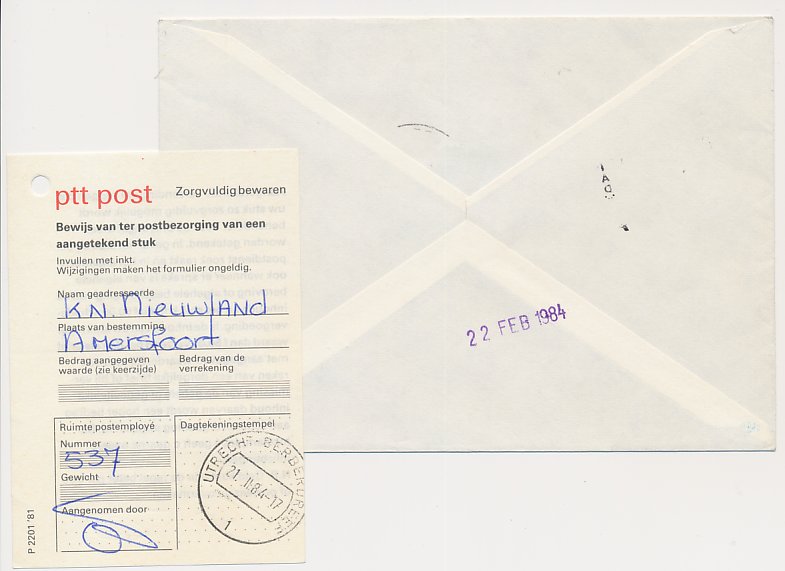 ptt post Zorgvuldig bewaren
Bewijs van ter postbezorging van een
aangetekend stuk
Invullen met inkt.
Wijzigingen maken het formulier ongeldig.
Naam geadresseerde
K.N. Nieuwland
Plaats van bestemming
Amersfoort
Bedrag aangegeven
waarde (zie keerzijde)
Bedrag van de
verrekening
Ruimte postemployé
Nummer
537
Gewicht
Aangenomen door
Dagtekeningstempel
UTRECHT-BERBERDREEF
21.II.84-17
1
P 2201 '81
22 FEB 1984